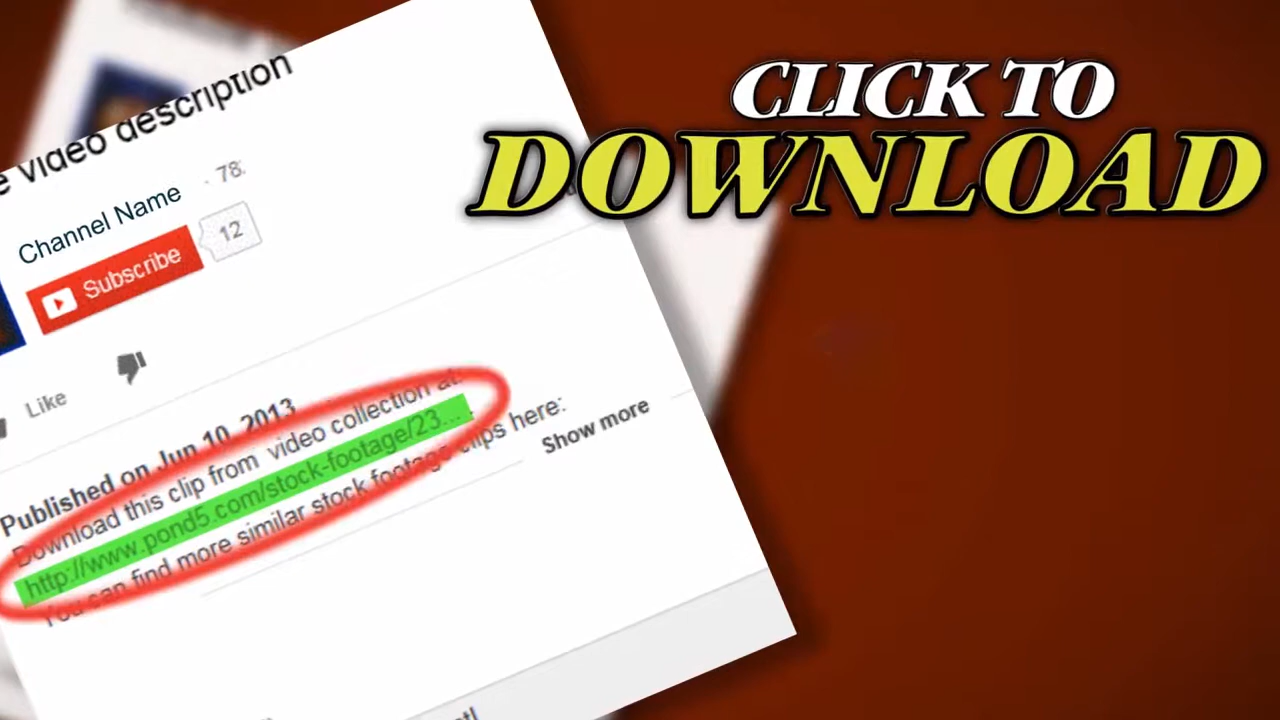 CLICK TO
DOWNLOAD
video description
Channel Name
78
Subscribe
12
Like
Published on Jun 10, 2013
Download this clip from video collection at:
http://www.pond5.com/stock-footage/23...
You can find more similar stock footage clips here:
Show more